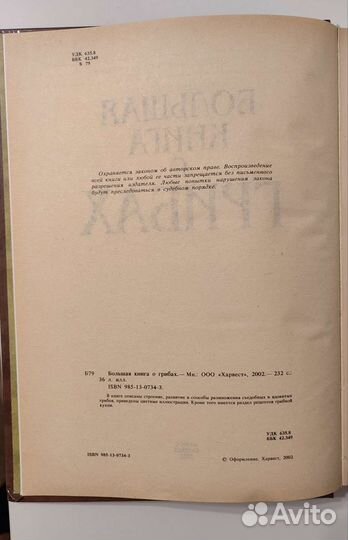 УДК 635.8
ББК 42.349
Б 79
Охраняется законом об авторском праве. Воспроизведение
всей книги или любой ее части запрещается без письменного
разрешения издателя. Любые попытки нарушения закона
будут преследоваться в судебном порядке.
Б79 Большая книга о грибах.— Мн.: ООО «Харвест», 2002.— 232 с.:
36 л. илл.
ISBN 985-13-0734-3.
В книге описаны строение, развитие и способы размножения съедобных и ядовитых
грибов, приведены цветные иллюстрации. Кроме того имеется раздел рецептов грибной
кухни.
УДК 635.8
ББК 42.349
ISBN 985-13-0734-3
© Оформление. Харвест, 2002
Avito